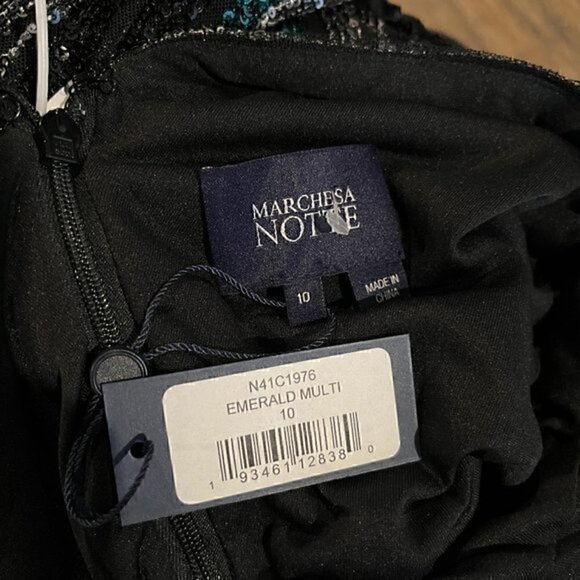 MARCHESA
NOTTE
10
MADE IN
CHINA
N41C1976
EMERALD MULTI
10
1 93461 12838 0